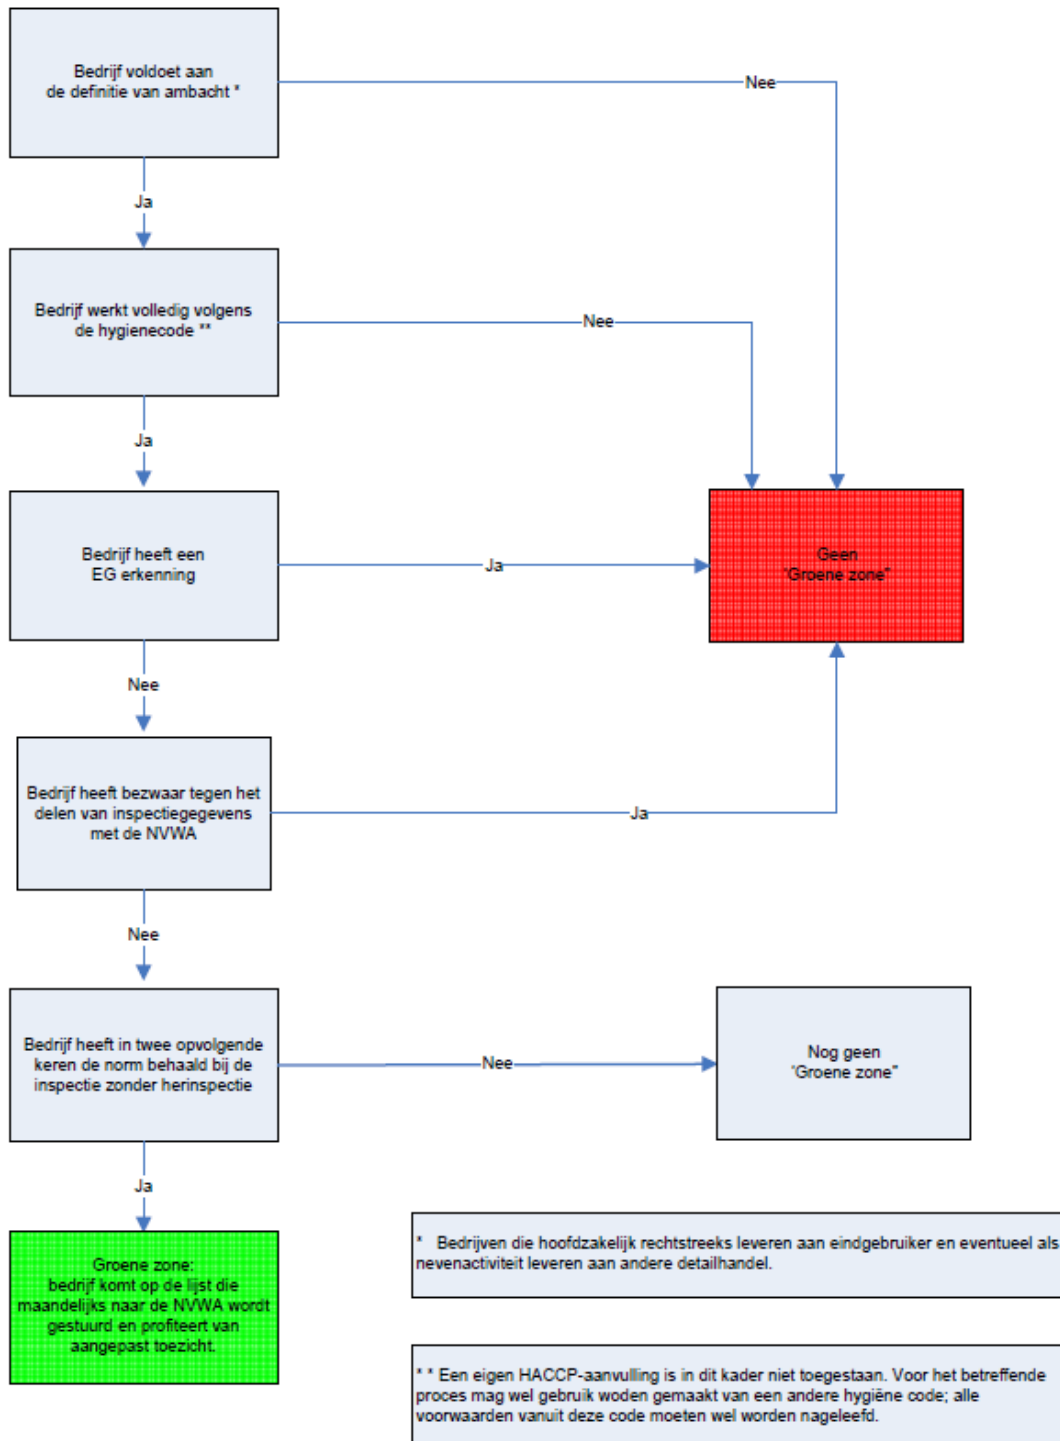 Bedrijf voldoet aan
de definitie van ambacht *
Nee
Ja
Bedrijf werkt volledig volgens
de hygienecode **
Nee
Ja
Bedrijf heeft een
EG erkenning
Ja
Geen
"Groene zone"
Nee
Bedrijf heeft bezwaar tegen het
delen van inspectiegegevens
met de NVWA
Ja
Nee
Bedrijf heeft in twee opvolgende
keren de norm behaald bij de
inspectie zonder herinspectie
Nee
Nog geen
"Groene zone"
Ja
Groene zone:
bedrijf komt op de lijst die
maandelijks naar de NVWA wordt
gestuurd en profiteert van
aangepast toezicht.
* Bedrijven die hoofdzakelijk rechtstreeks leveren aan eindgebruiker en eventueel als
nevenactiviteit leveren aan andere detailhandel.
* * Een eigen HACCP-aanvulling is in dit kader niet toegestaan. Voor het betreffende
proces mag wel gebruik woden gemaakt van een andere hygiëne code; alle
voorwaarden vanuit deze code moeten wel worden nageleefd.